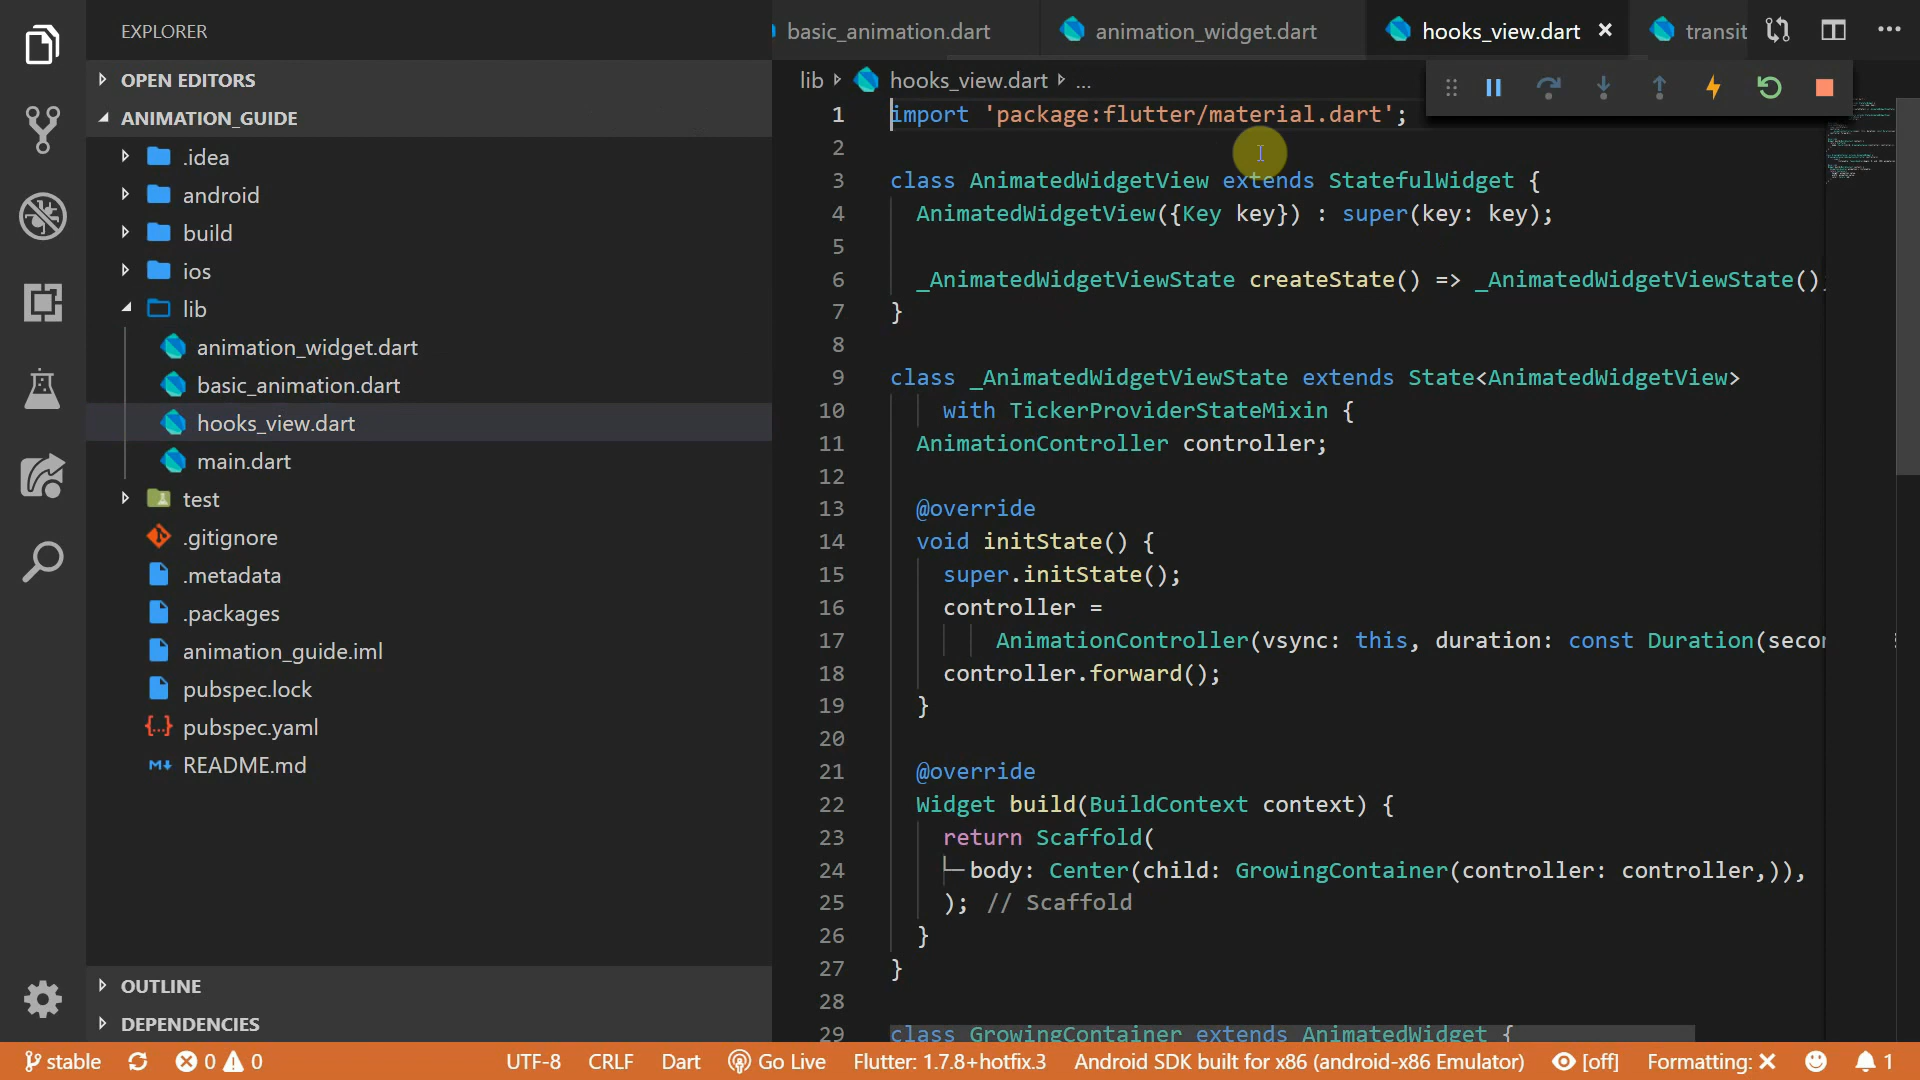 EXPLORER
OPEN EDITORS
ANIMATION_GUIDE
.idea
android
build
ios
lib
animation_widget.dart
basic_animation.dart
hooks_view.dart
main.dart
test
.gitignore
.metadata
.packages
animation_guide.iml
pubspec.lock
{...} pubspec.yaml
M README.md
OUTLINE
DEPENDENCIES
basic_animation.dart animation_widget.dart hooks_view.dart × transit ...
lib hooks_view.dart ...
1 import 'package:flutter/material.dart';
2
3 class AnimatedWidgetView extends StatefulWidget {
4 AnimatedWidgetView({Key key}) : super(key: key);
5
6 _AnimatedWidgetViewState createState() => _AnimatedWidgetViewState()
7 }
8
9 class _AnimatedWidgetViewState extends State<AnimatedWidgetView>
10 with TickerProviderStateMixin {
11 AnimationController controller;
12
13 @override
14 void initState() {
15 super.initState();
16 controller =
17 AnimationController(vsync: this, duration: const Duration(secon
18 controller.forward();
19 }
20
21 @override
22 Widget build(BuildContext context) {
23 return Scaffold(
24 body: Center(child: GrowingContainer(controller: controller,)),
25 ); // Scaffold
26 }
27 }
28
29 class GrowingContainer extends AnimatedWidget {
stable 0 0 UTF-8 CRLF Dart Go Live Flutter: 1.7.8+hotfix.3 Android SDK built for x86 (android-x86 Emulator) [off] Formatting: × 1